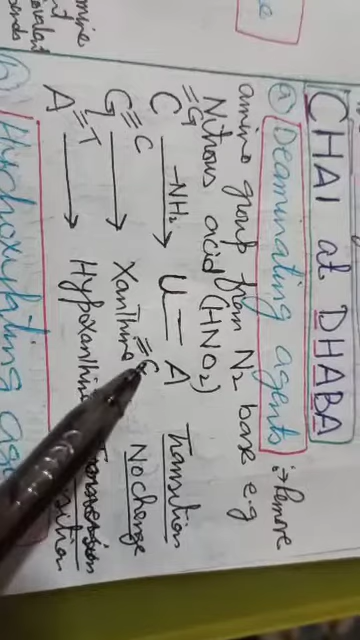 CHAI at DHABA
(a) Deaminating agents :→ Remove
amino group from N2 base e.g
Nitrous acid (HNO2)
C≡G —-NH2→ U=A Transition
G≡C → Xanthine≡C No change
A=T → Hypoxanthine
Hydroxylating